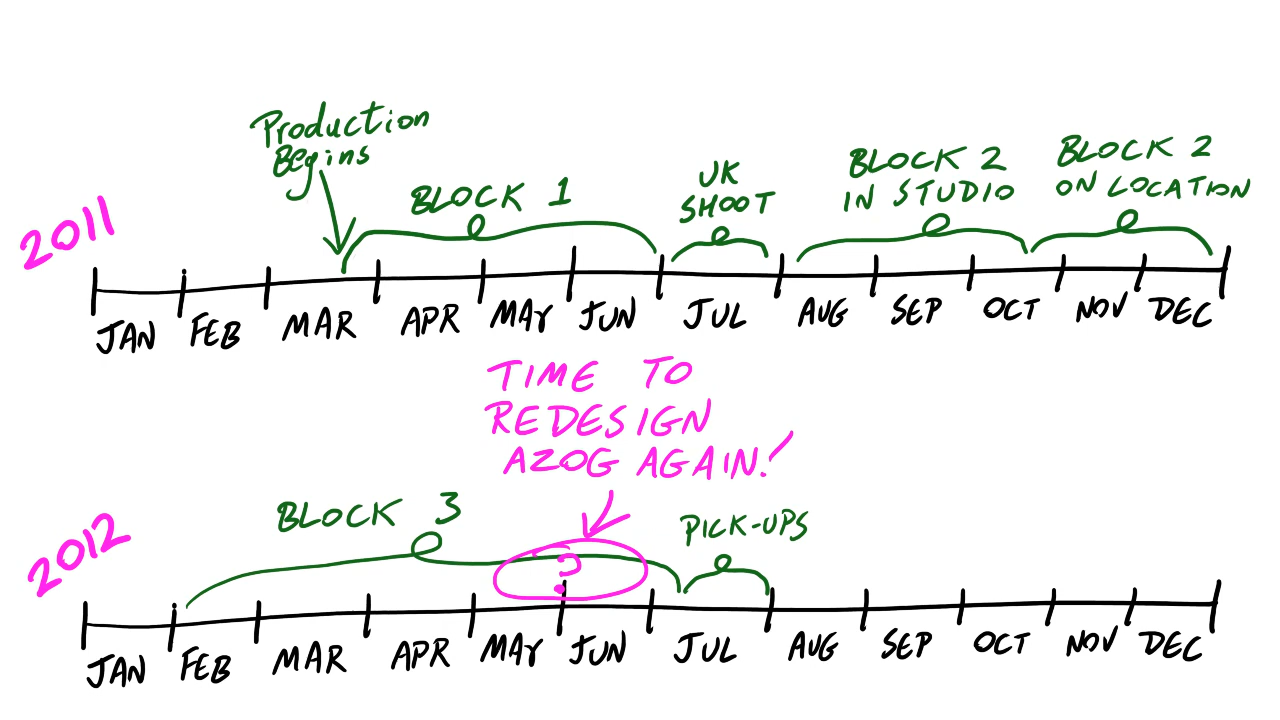 Production
Begins
BLOCK 1
UK
SHOOT
BLOCK 2
IN STUDIO
BLOCK 2
ON LOCATION
2011
JAN FEB MAR APR MAY JUN JUL AUG SEP OCT NOV DEC
TIME TO
REDESIGN
AZOG AGAIN!
2012
BLOCK 3
?
PICK-UPS
JAN FEB MAR APR MAY JUN JUL AUG SEP OCT NOV DEC